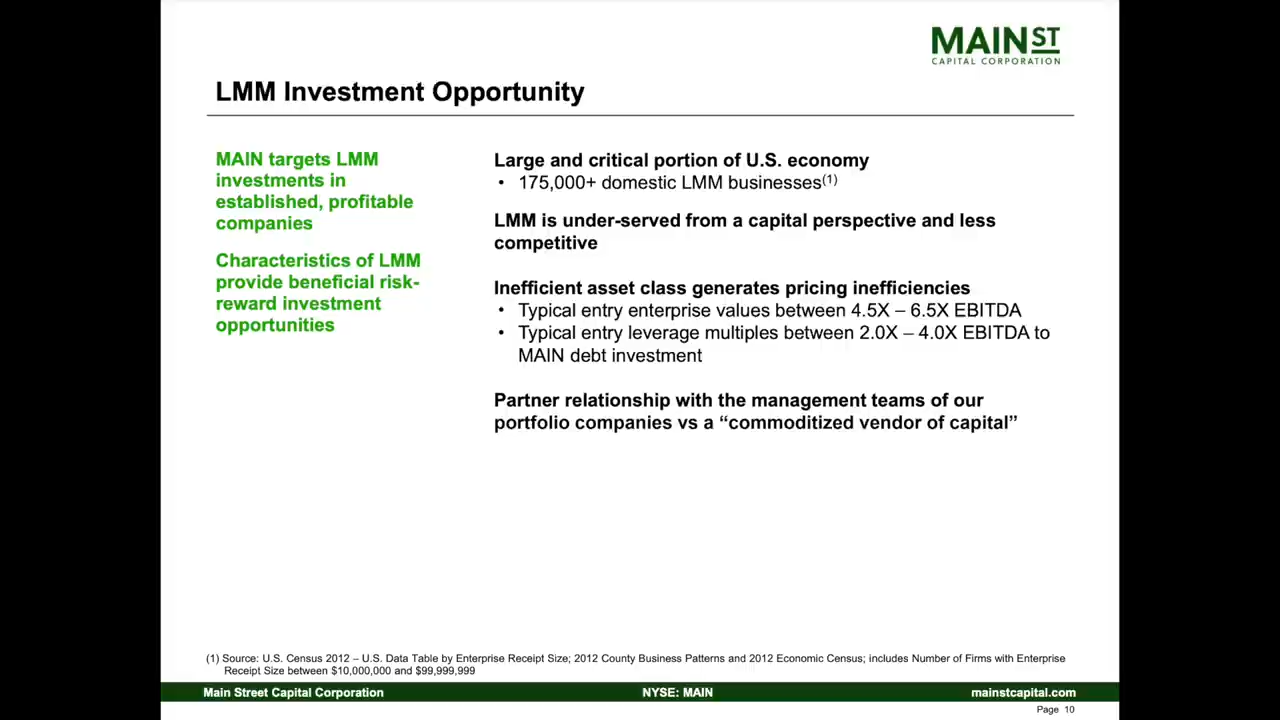 MAINST
CAPITAL CORPORATION
LMM Investment Opportunity
MAIN targets LMM
investments in
established, profitable
companies
Characteristics of LMM
provide beneficial risk-
reward investment
opportunities
Large and critical portion of U.S. economy
• 175,000+ domestic LMM businesses(1)
LMM is under-served from a capital perspective and less
competitive
Inefficient asset class generates pricing inefficiencies
• Typical entry enterprise values between 4.5X – 6.5X EBITDA
• Typical entry leverage multiples between 2.0X – 4.0X EBITDA to
MAIN debt investment
Partner relationship with the management teams of our
portfolio companies vs a “commoditized vendor of capital”
(1) Source: U.S. Census 2012 – U.S. Data Table by Enterprise Receipt Size; 2012 County Business Patterns and 2012 Economic Census; includes Number of Firms with Enterprise
Receipt Size between $10,000,000 and $99,999,999
Main Street Capital Corporation
NYSE: MAIN
mainstcapital.com
Page 10